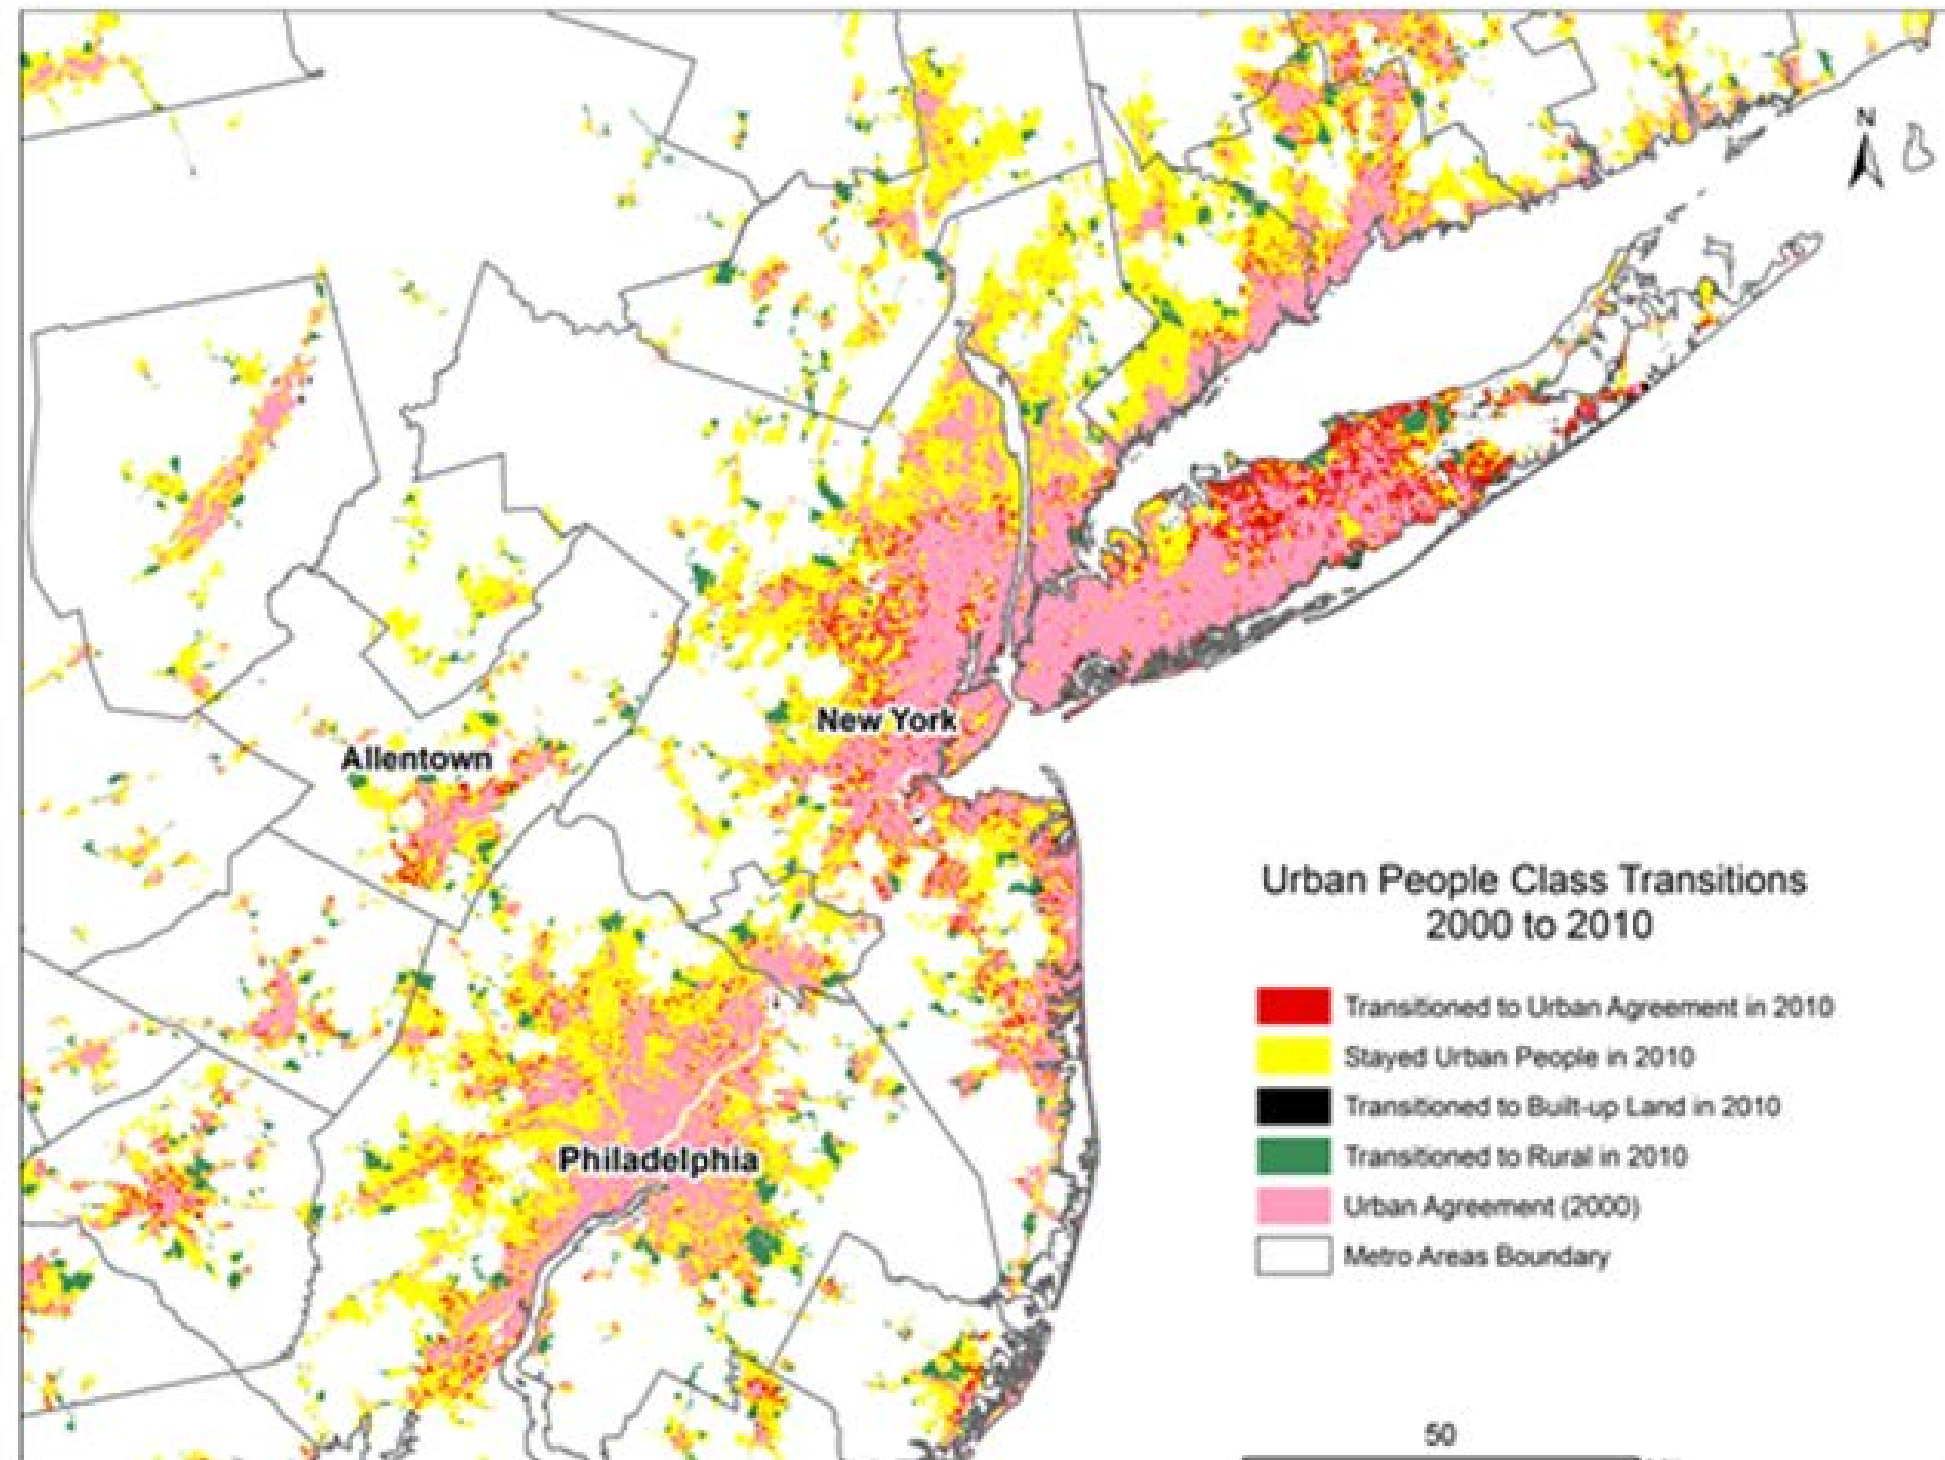 N
New York
Allentown
Philadelphia
Urban People Class Transitions
2000 to 2010
Transitioned to Urban Agreement in 2010
Stayed Urban People in 2010
Transitioned to Built-up Land in 2010
Transitioned to Rural in 2010
Urban Agreement (2000)
Metro Areas Boundary
50